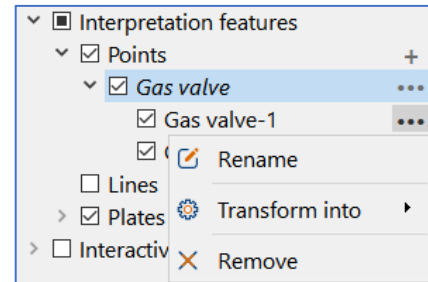 Interpretation features
Points
Gas valve
Gas valve-1
Rename
Lines
Transform into
Plates
Interactiv
Remove